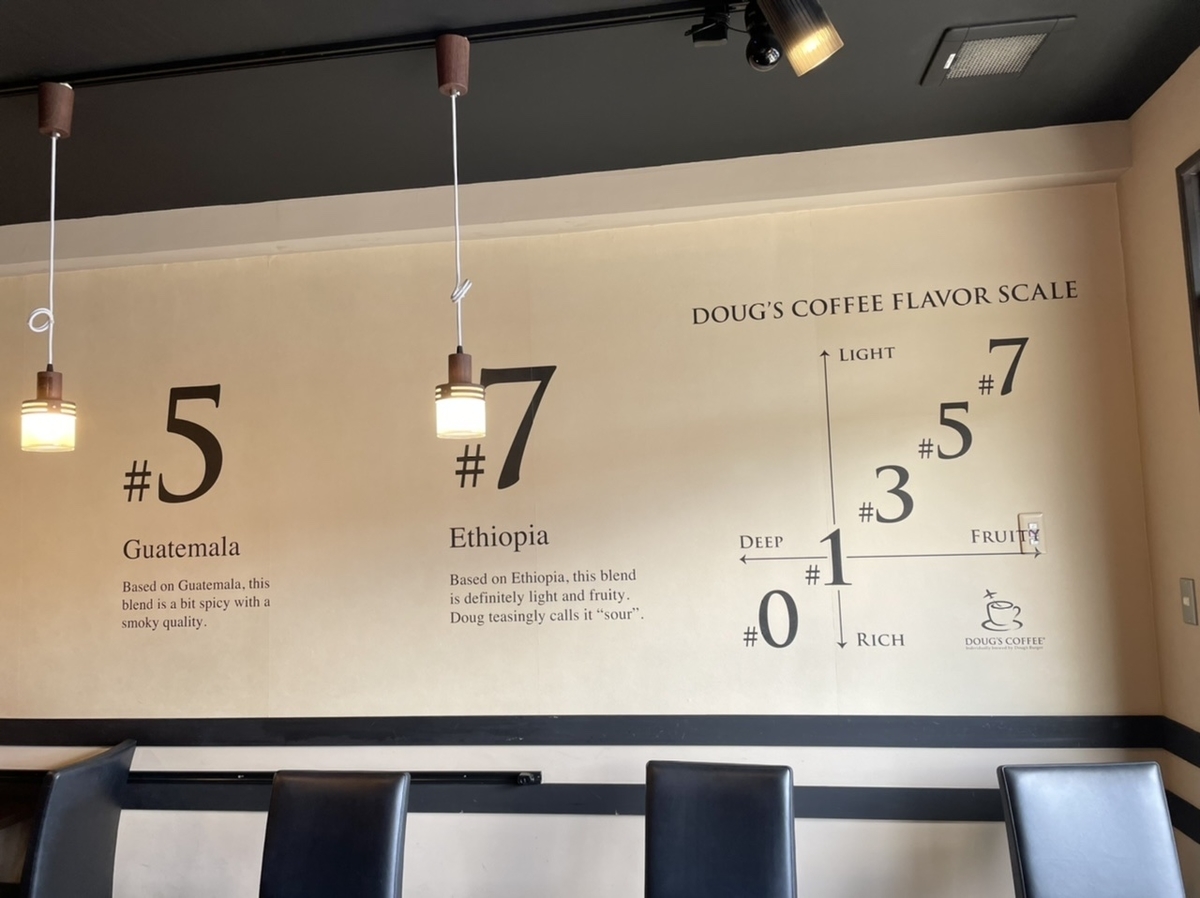 #5
Guatemala
Based on Guatemala, this
blend is a bit spicy with a
smoky quality.
#7
Ethiopia
Based on Ethiopia, this blend
is definitely light and fruity.
Doug teasingly calls it “sour”.
DOUG'S COFFEE FLAVOR SCALE
LIGHT
#7
#5
#3
DEEP
FRUITY
#1
#0
RICH
DOUG'S COFFEE